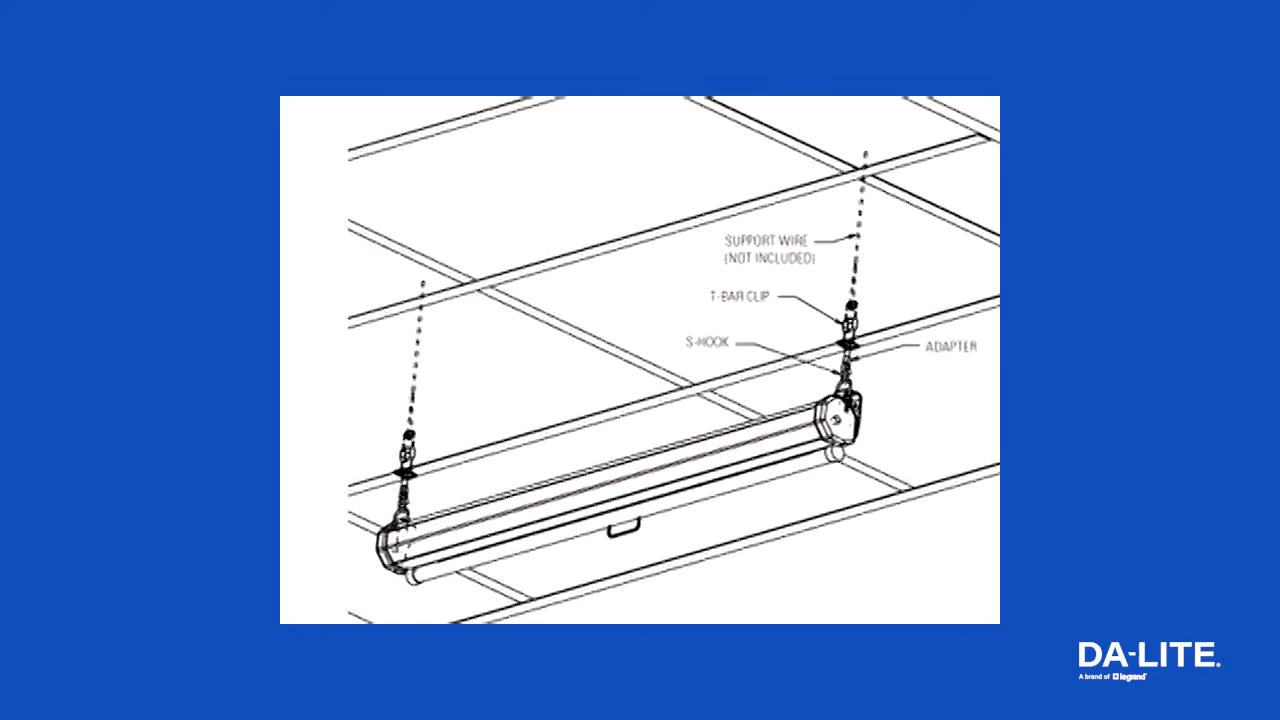 SUPPORT WIRE
(NOT INCLUDED)
T-BAR CLIP
S-HOOK
ADAPTER
DA-LITE.
A brand of legrand